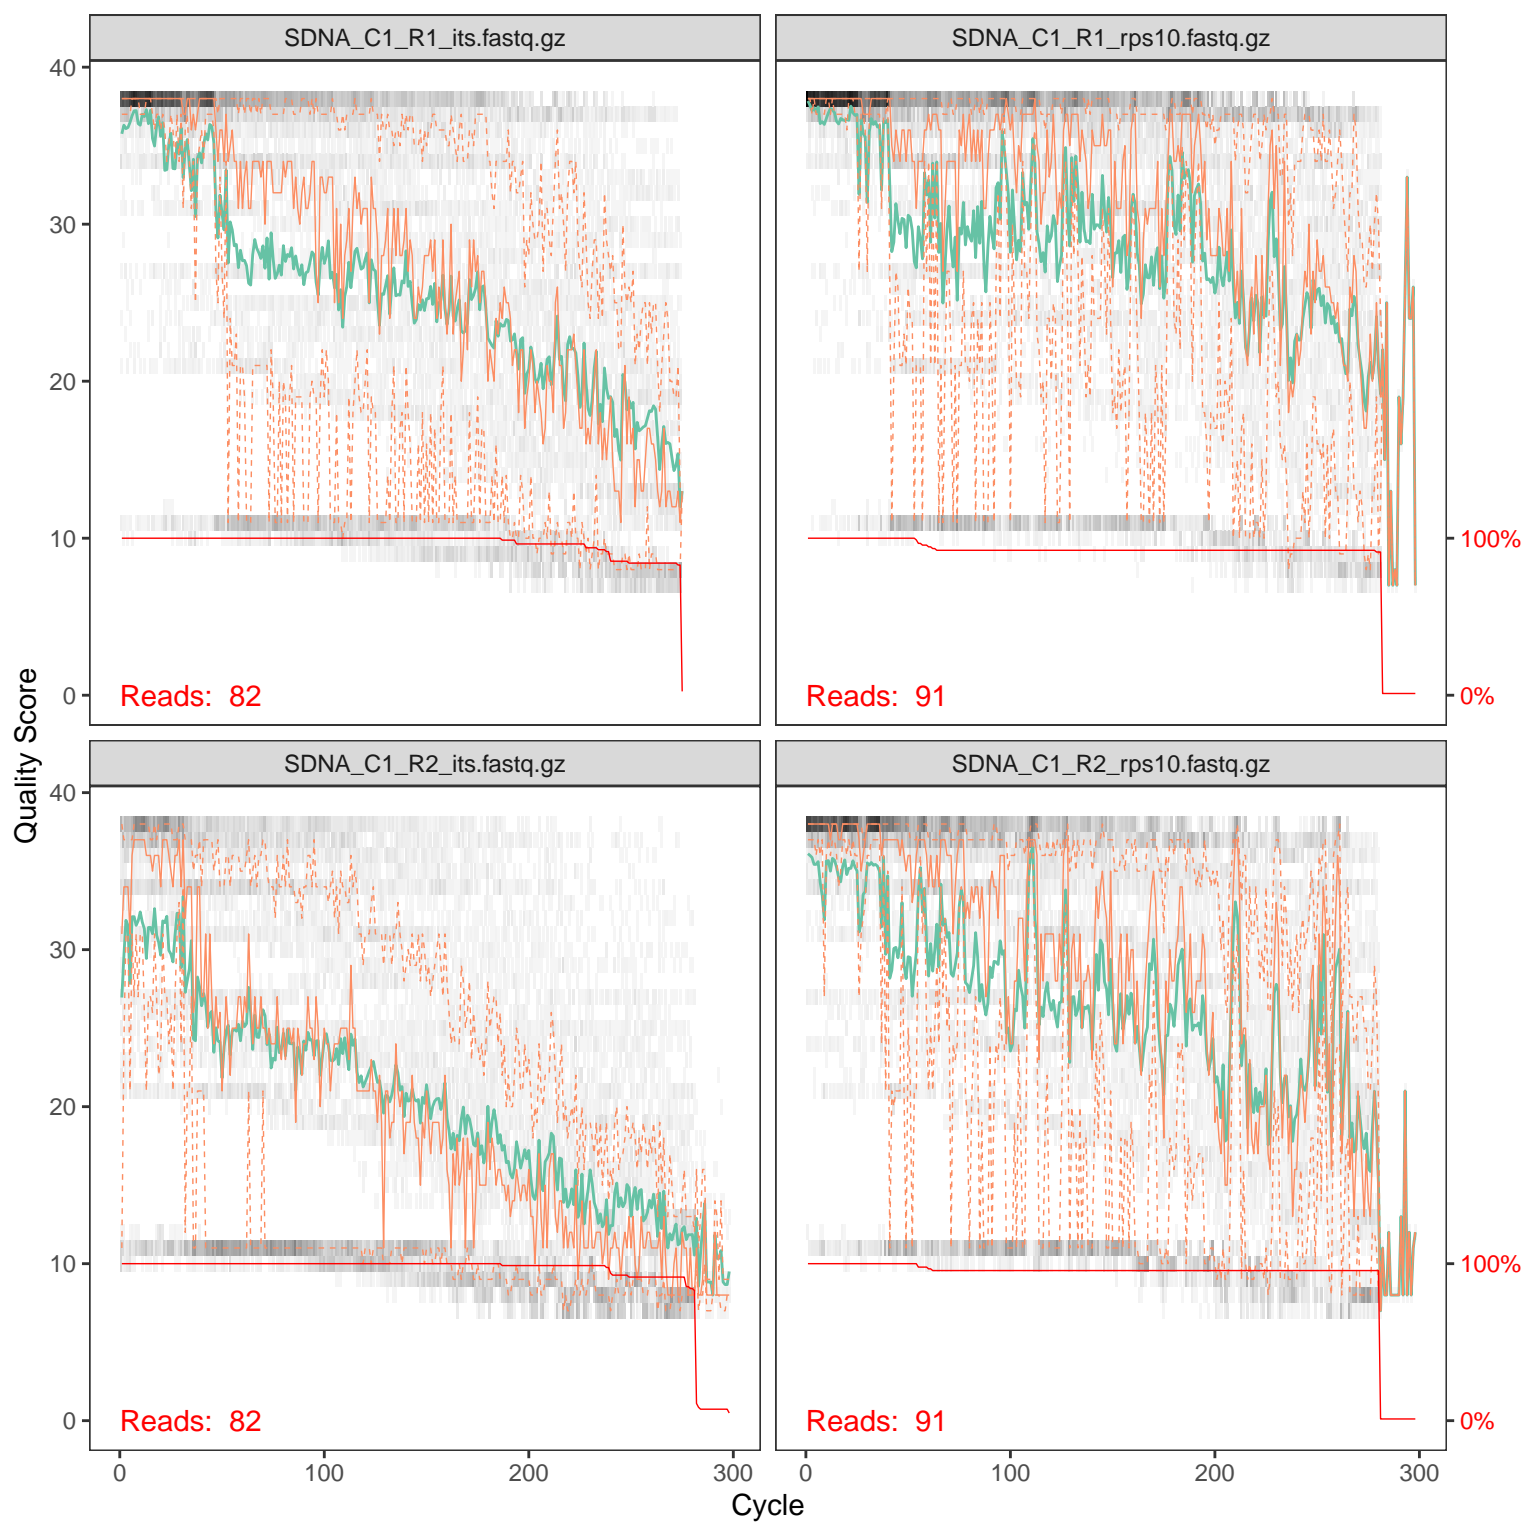 SDNA_C1_R1_its.fastq.gz
SDNA_C1_R1_rps10.fastq.gz
40
30
20
10
0
100%
0%
Reads: 82
Reads: 91
Quality Score
SDNA_C1_R2_its.fastq.gz
SDNA_C1_R2_rps10.fastq.gz
40
30
20
10
0
100%
0%
Reads: 82
Reads: 91
0 100 200 300
0 100 200 300
Cycle